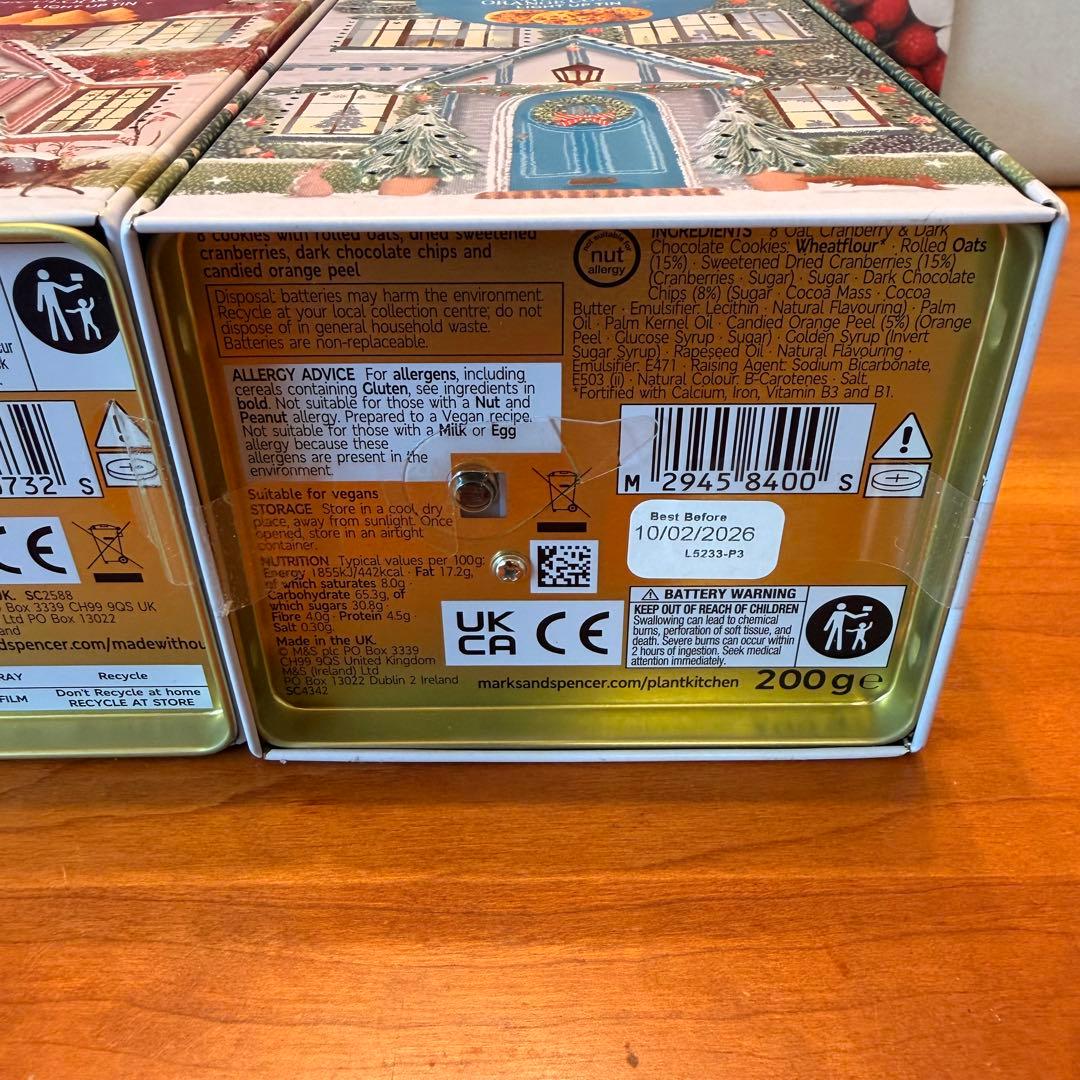 LIGHT UP TIN
LIGHT UP TIN
8 cookies with rolled oats, dried sweetened
cranberries, dark chocolate chips and
candied orange peel
Disposal: batteries may harm the environment.
Recycle at your local collection centre; do not
dispose of in general household waste.
Batteries are non-replaceable.
ALLERGY ADVICE For allergens, including
cereals containing Gluten, see ingredients in
bold. Not suitable for those with a Nut and
Peanut allergy. Prepared to a Vegan recipe.
Not suitable for those with a Milk or Egg
allergy because these
allergens are present in the
environment.
Suitable for vegans
STORAGE Store in a cool, dry
place, away from sunlight. Once
opened, store in an airtight
container.
NUTRITION Typical values per 100g:
Energy 1855kJ/442kcal · Fat 17.2g,
of which saturates 8.0g ·
Carbohydrate 65.3g, of
which sugars 30.8g ·
Fibre 4.0g · Protein 4.5g ·
Salt 0.30g.
Made in the UK.
© M&S plc PO Box 3339
CH99 9QS United Kingdom
M&S (Ireland) Ltd
PO Box 13022 Dublin 2 Ireland
SC4342
not suitable for
nut
allergy
INGREDIENTS 8 Oat, Cranberry & Dark
Chocolate Cookies: Wheatflour* · Rolled Oats
(15%) · Sweetened Dried Cranberries (15%)
(Cranberries · Sugar) · Sugar · Dark Chocolate
Chips (8%) (Sugar · Cocoa Mass · Cocoa
Butter · Emulsifier: Lecithin · Natural Flavouring) · Palm
Oil · Palm Kernel Oil · Candied Orange Peel (5%) (Orange
Peel · Glucose Syrup · Sugar) · Golden Syrup (Invert
Sugar Syrup) · Rapeseed Oil · Natural Flavouring ·
Emulsifier: E471 · Raising Agent: Sodium Bicarbonate,
E503 (ii) · Natural Colour: B-Carotenes · Salt.
*Fortified with Calcium, Iron, Vitamin B3 and B1.
M 2945 8400 S
Best Before
10/02/2026
L5233-P3
UK
CA CE
BATTERY WARNING
KEEP OUT OF REACH OF CHILDREN
Swallowing can lead to chemical
burns, perforation of soft tissue, and
death. Severe burns can occur within
2 hours of ingestion. Seek medical
attention immediately.
marksandspencer.com/plantkitchen 200g e
732 S
CE
UK. SC2588
Box 3339 CH99 9QS UK
Ltd PO Box 13022
dspencer.com/madewithou
RAY Recycle
FILM Don't Recycle at home
RECYCLE AT STORE